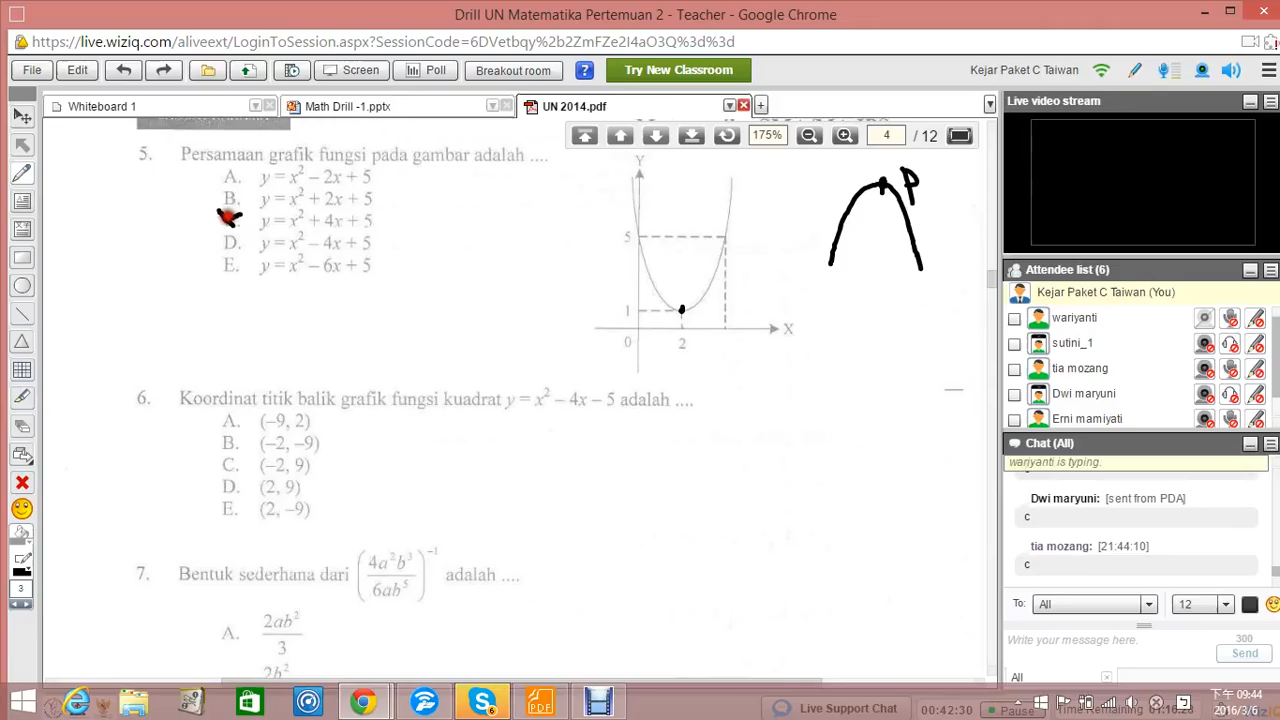 Drill UN Matematika Pertemuan 2 - Teacher - Google Chrome
https://live.wiziq.com/aliveext/LoginToSession.aspx?SessionCode=6DVetbqy%2b2ZmFZe2I4aO3Q%3d%3d
File Edit Screen Poll Breakout room ? Try New Classroom Kejar Paket C Taiwan
Whiteboard 1 Math Drill -1.pptx UN 2014.pdf
175% 4 / 12
5. Persamaan grafik fungsi pada gambar adalah ....
A. y = x² – 2x + 5
B. y = x² + 2x + 5
y = x² + 4x + 5
D. y = x² – 4x + 5
E. y = x² – 6x + 5
Y
5
1
0
2
X
P
6. Koordinat titik balik grafik fungsi kuadrat y = x² – 4x – 5 adalah ....
A. (–9, 2)
B. (–2, –9)
C. (–2, 9)
D. (2, 9)
E. (2, –9)
7. Bentuk sederhana dari (4a²b³/6ab⁵)⁻¹ adalah ....
A. 2ab²/3
2b²
3
Live video stream
Attendee list (6)
Kejar Paket C Taiwan (You)
wariyanti
sutini_1
tia mozang
Dwi maryuni
Erni mamiyati
Chat (All)
wariyanti is typing.
Dwi maryuni: [sent from PDA]
c
tia mozang: [21:44:10]
c
To: All 12
Write your message here...
300
Send
All
Live Support Chat
00:42:30
Pause
Time Remaining
下午 09:44
2016/3/6